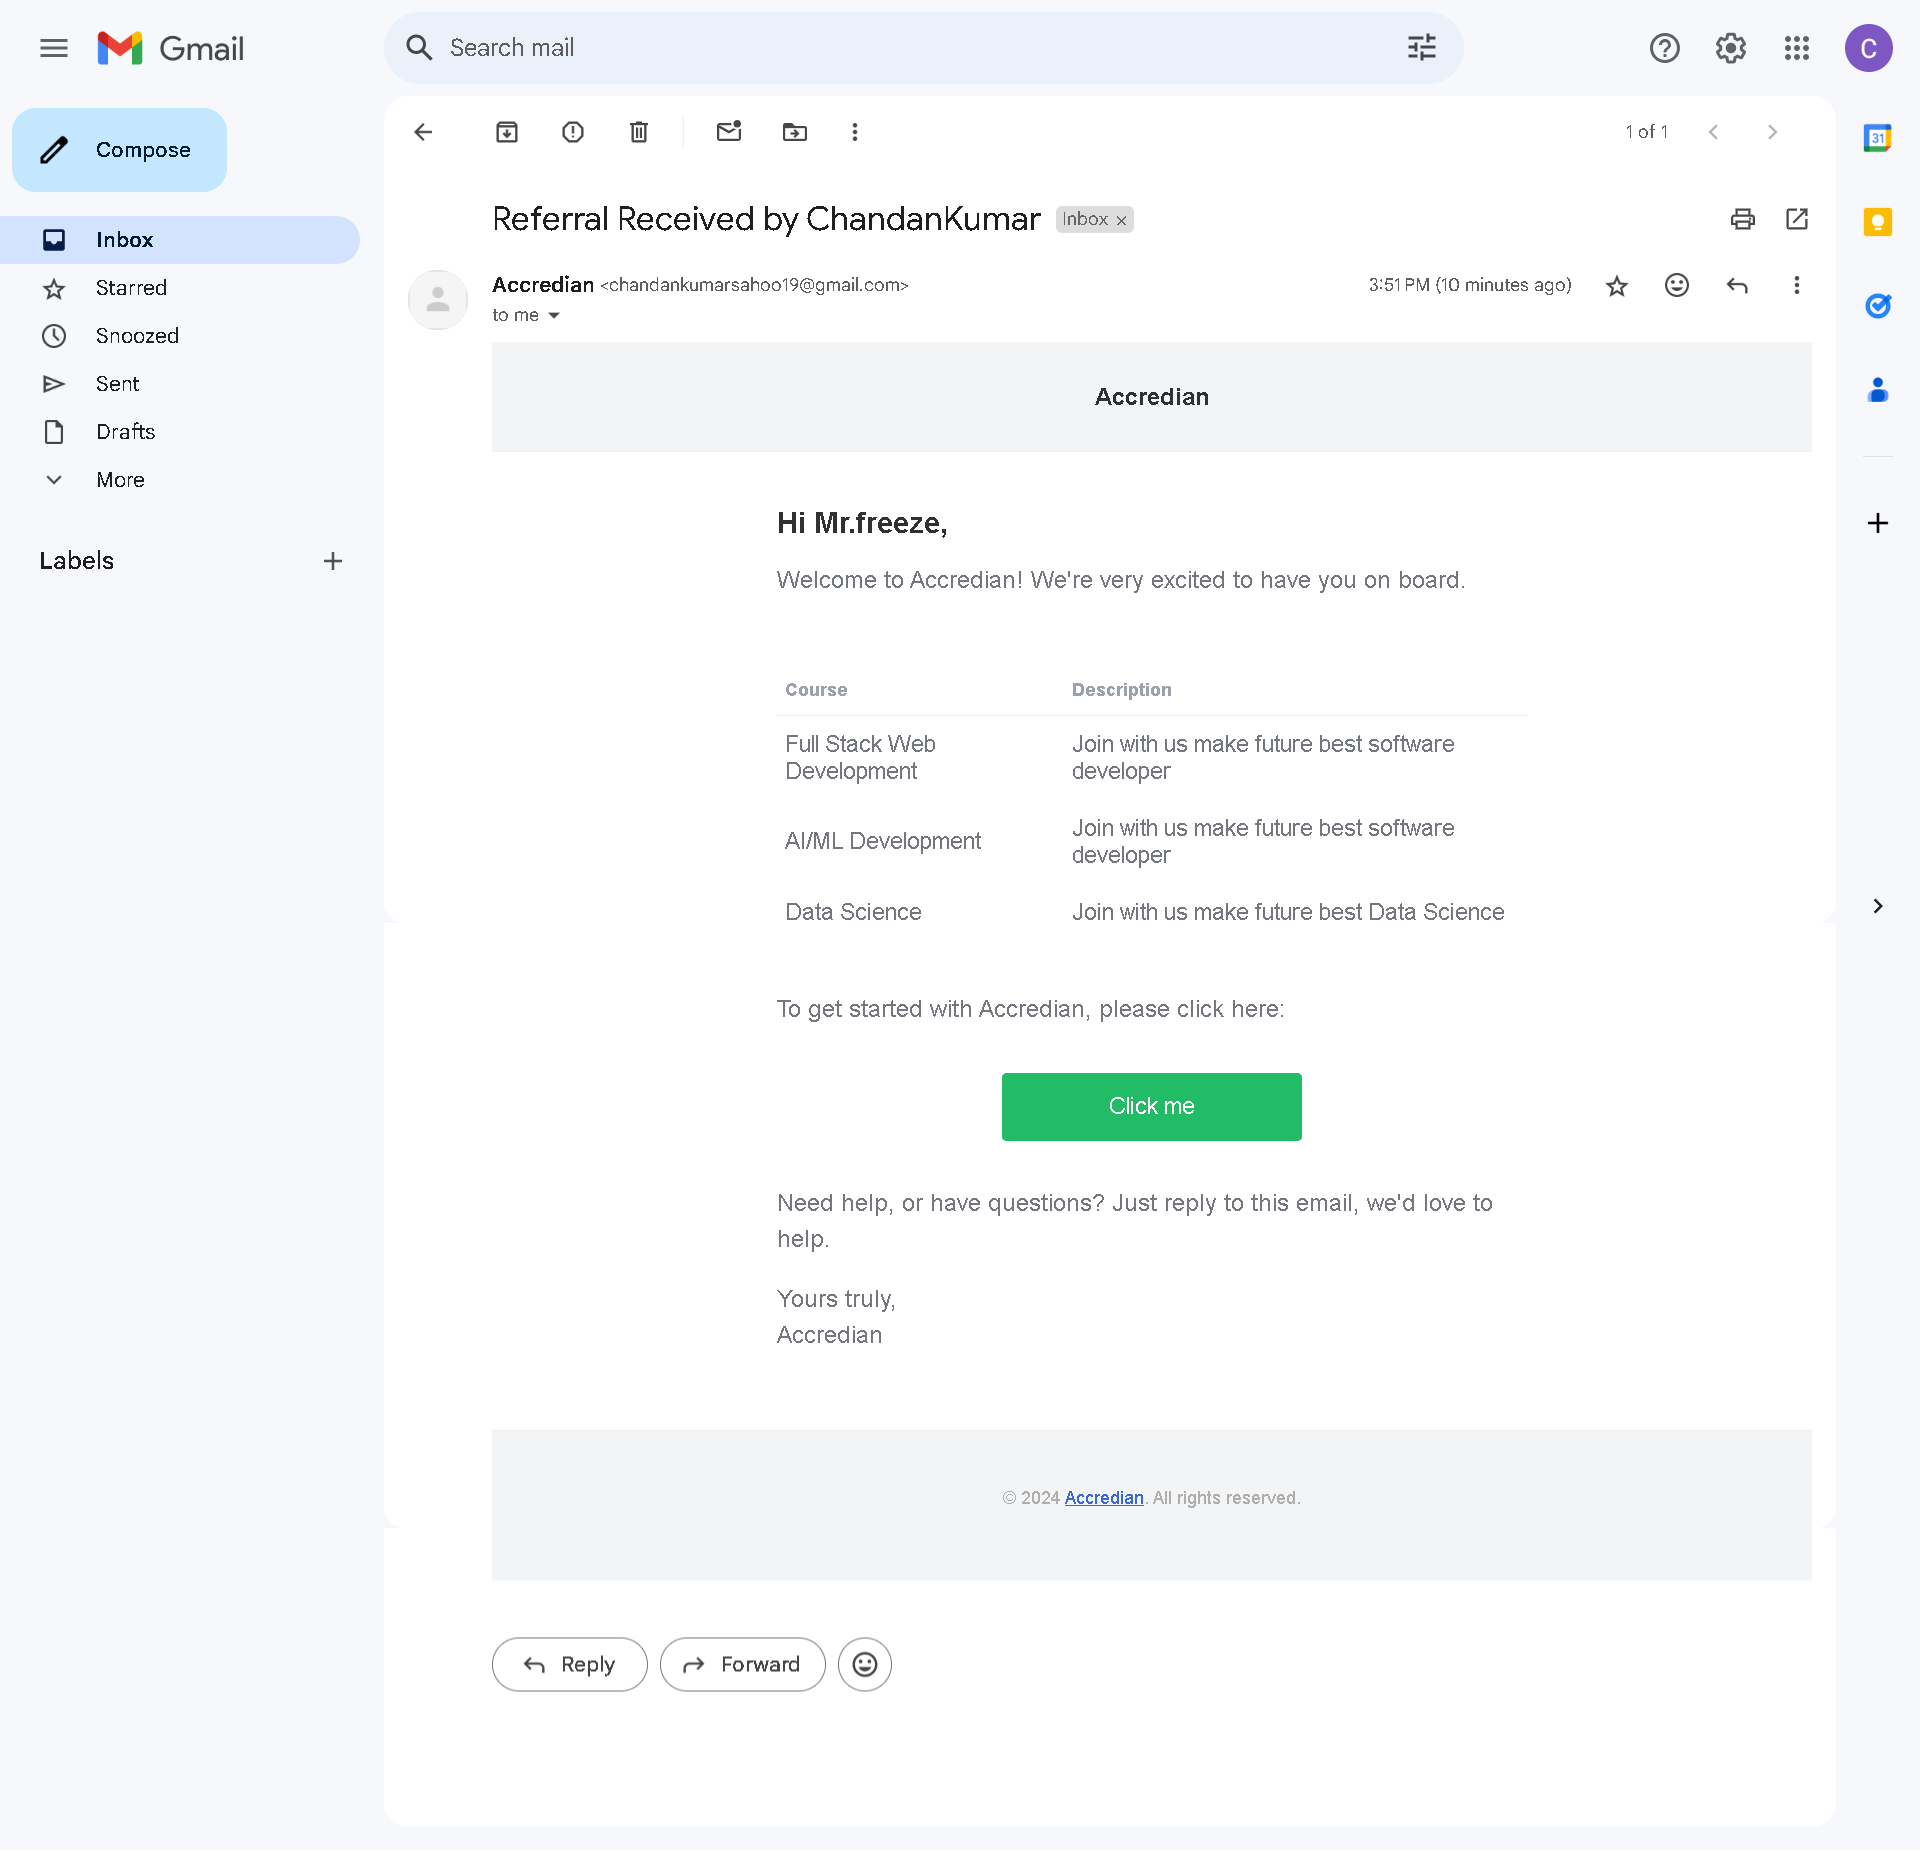 Gmail
Search mail
C
Compose
1 of 1
31
Inbox
Starred
Snoozed
Sent
Drafts
More
Labels
Referral Received by ChandanKumar
Inbox
Accredian <chandankumarsahoo19@gmail.com>
3:51 PM (10 minutes ago)
to me
Accredian
Hi Mr.freeze,
Welcome to Accredian! We're very excited to have you on board.
Course Description
Full Stack Web
Development
Join with us make future best software
developer
AI/ML Development
Join with us make future best software
developer
Data Science
Join with us make future best Data Science
To get started with Accredian, please click here:
Click me
Need help, or have questions? Just reply to this email, we'd love to
help.
Yours truly,
Accredian
© 2024 Accredian. All rights reserved.
Reply
Forward